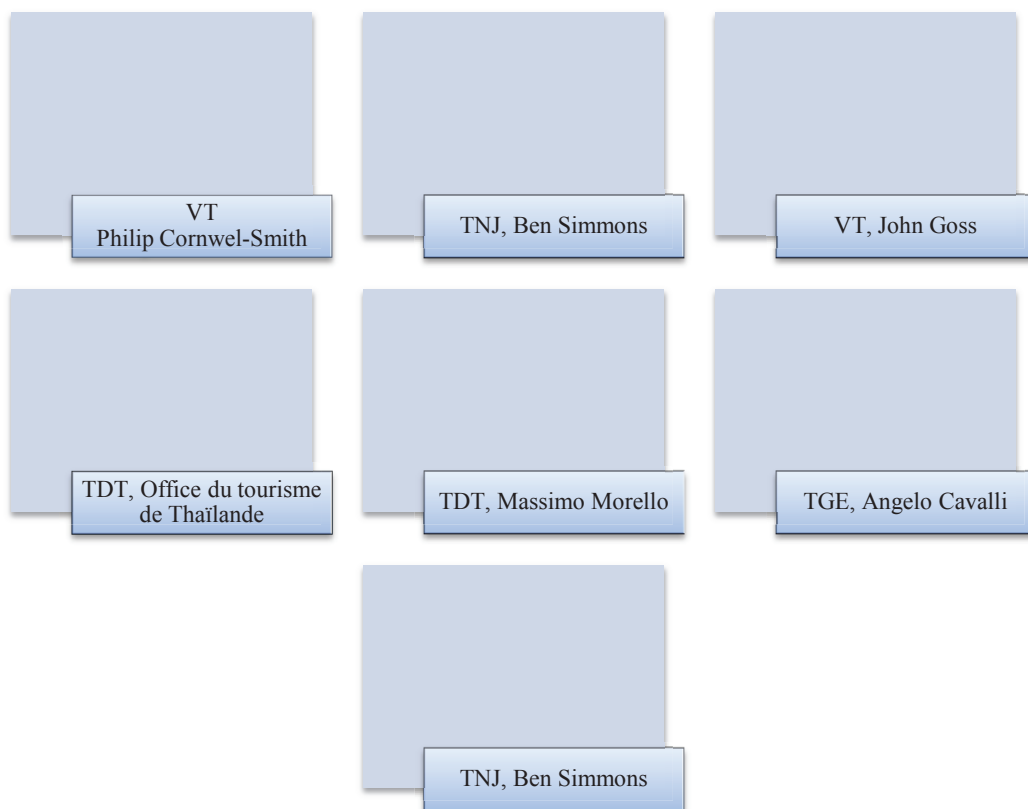 VT
Philip Cornwel-Smith
TNJ, Ben Simmons
VT, John Goss
TDT, Office du tourisme
de Thaïlande
TDT, Massimo Morello
TGE, Angelo Cavalli
TNJ, Ben Simmons